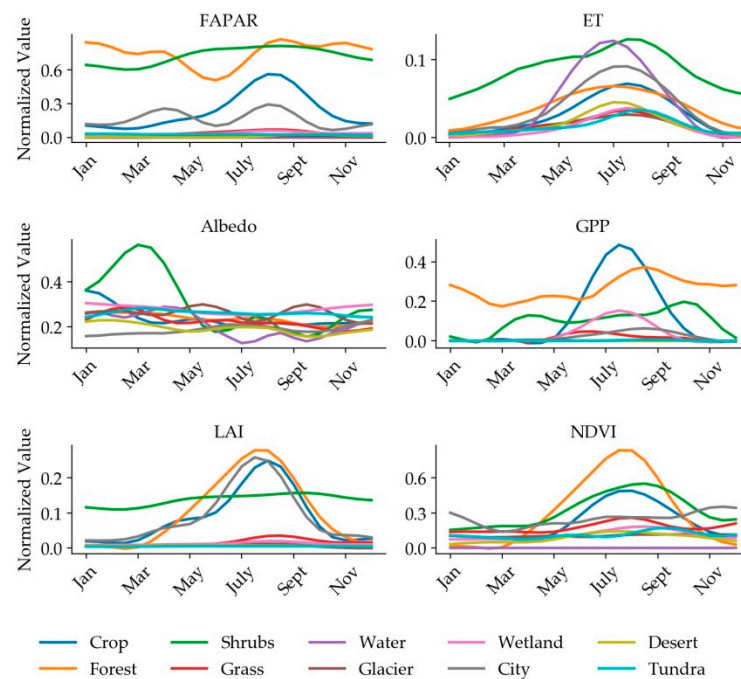 FAPAR
ET
Normalized Value
0.6
0.3
0.0
Jan
Mar
May
July
Sept
Nov
0.1
0.0
Jan
Mar
May
July
Sept
Nov
Albedo
GPP
Normalized Value
0.4
0.2
Jan
Mar
May
July
Sept
Nov
0.4
0.2
0.0
Jan
Mar
May
July
Sept
Nov
LAI
NDVI
Normalized Value
0.2
0.1
0.0
Jan
Mar
May
July
Sept
Nov
0.6
0.3
0.0
Jan
Mar
May
July
Sept
Nov
Crop
Shrubs
Water
Wetland
Desert
Forest
Grass
Glacier
City
Tundra